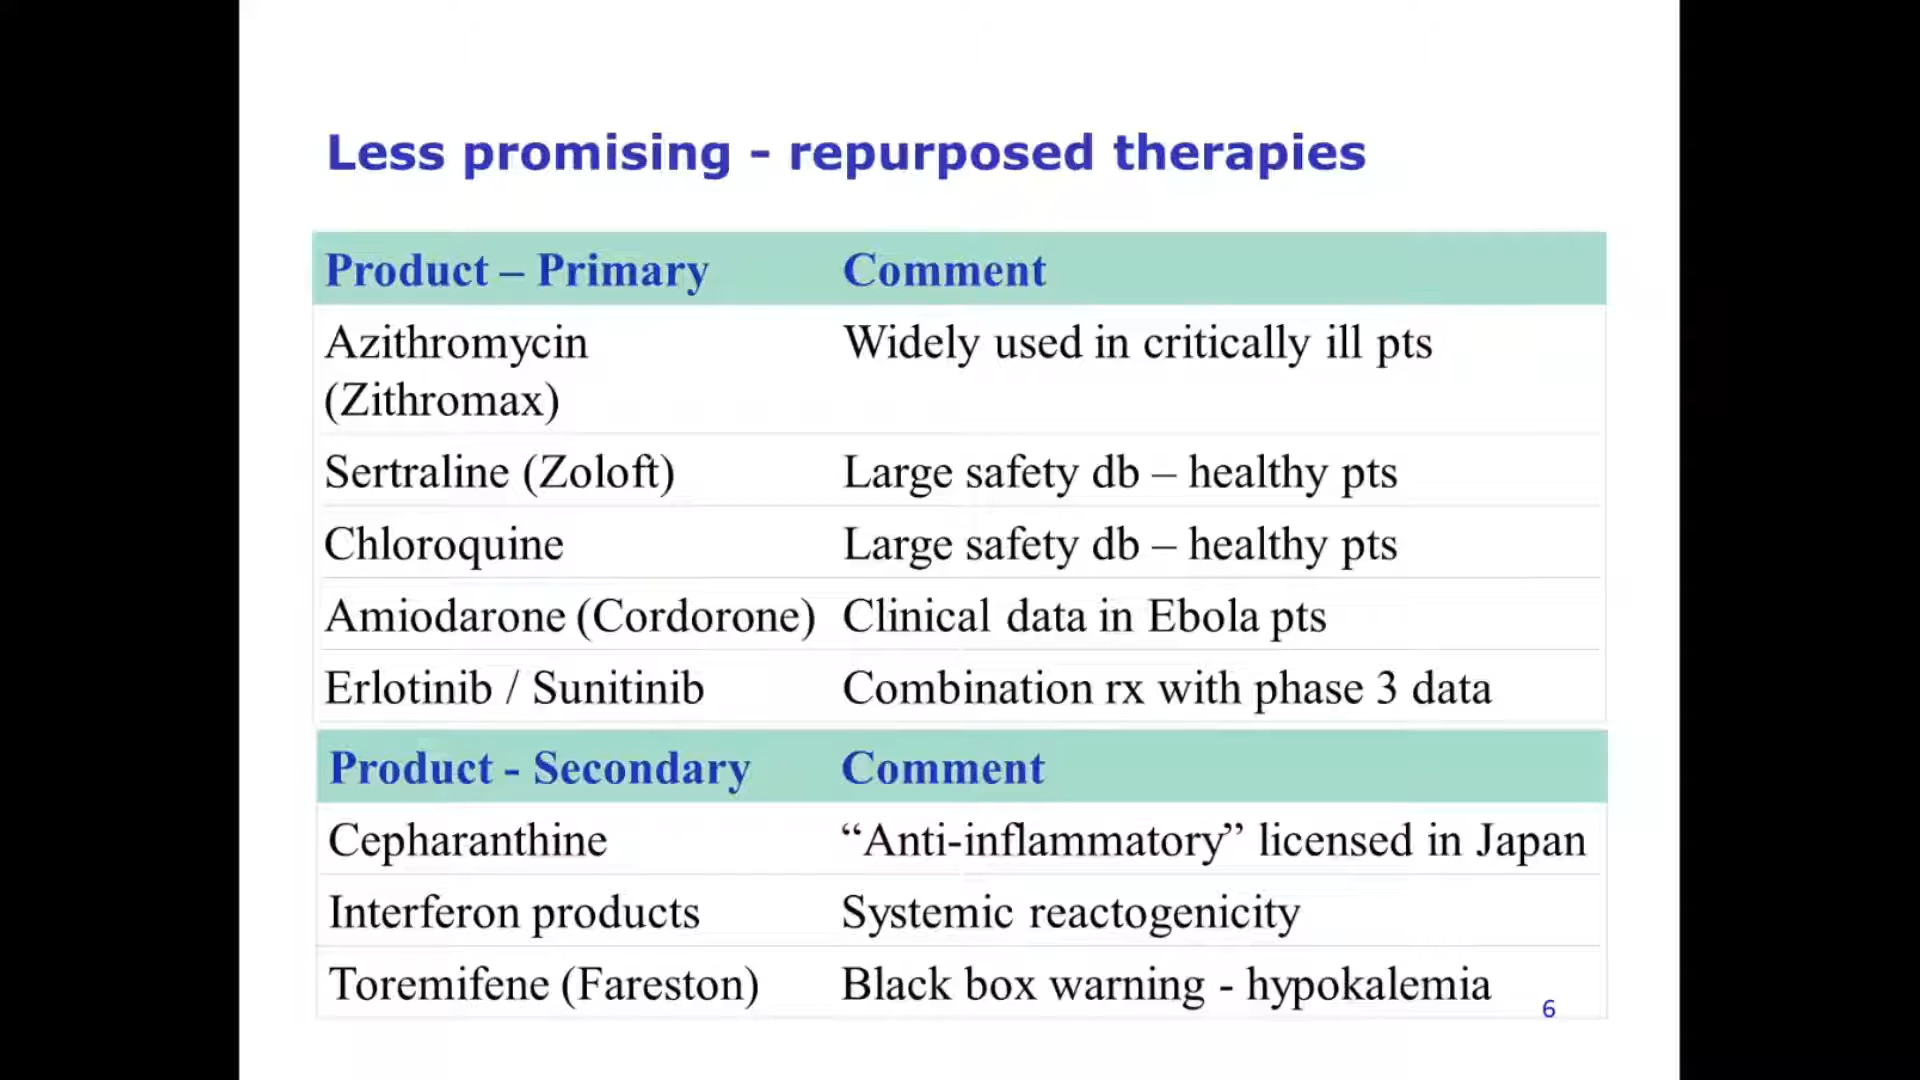 Less promising - repurposed therapies
Product – Primary Comment
Azithromycin Widely used in critically ill pts
(Zithromax)
Sertraline (Zoloft) Large safety db – healthy pts
Chloroquine Large safety db – healthy pts
Amiodarone (Cordorone) Clinical data in Ebola pts
Erlotinib / Sunitinib Combination rx with phase 3 data
Product - Secondary Comment
Cepharanthine “Anti-inflammatory” licensed in Japan
Interferon products Systemic reactogenicity
Toremifene (Fareston) Black box warning - hypokalemia
6